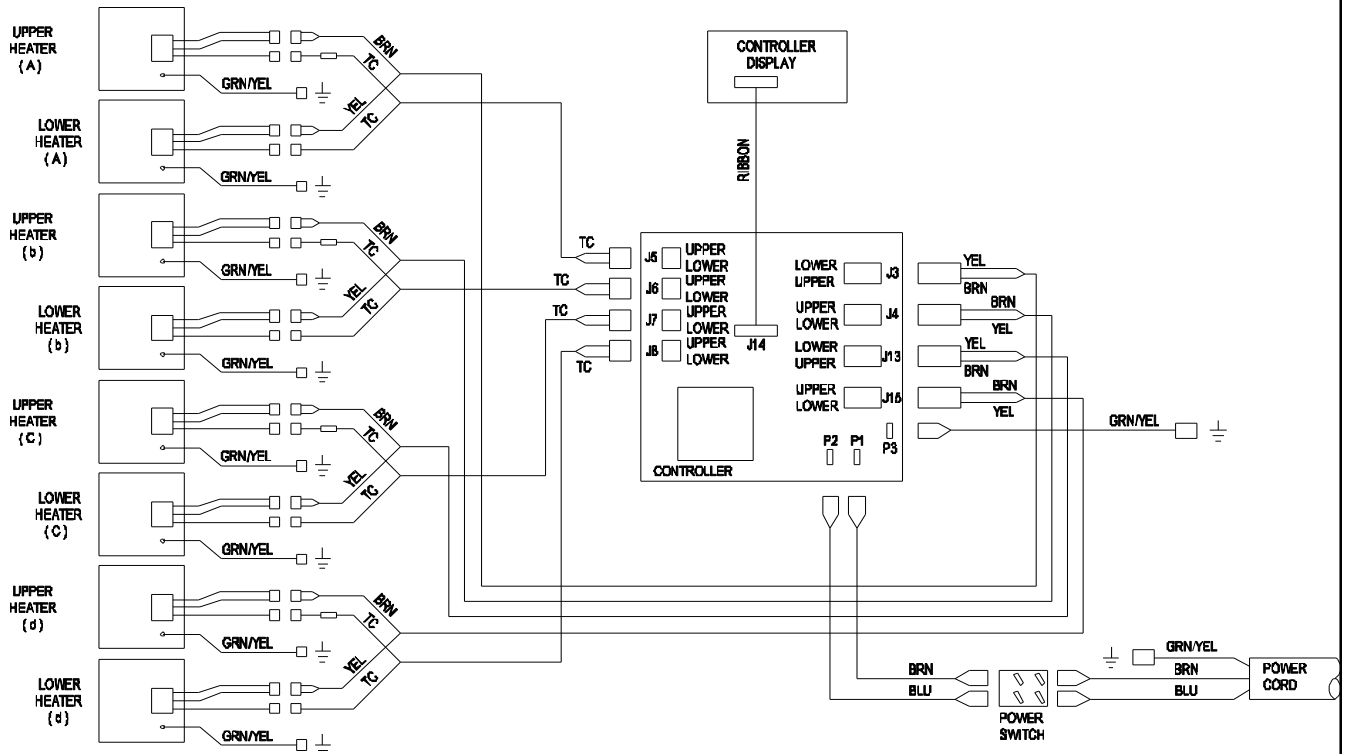 UPPER
HEATER
(A)
BRN
TC
GRN/YEL
LOWER
HEATER
(A)
YEL
TC
GRN/YEL
UPPER
HEATER
(b)
BRN
TC
GRN/YEL
LOWER
HEATER
(b)
YEL
TC
GRN/YEL
UPPER
HEATER
(C)
BRN
TC
GRN/YEL
LOWER
HEATER
(C)
YEL
TC
GRN/YEL
UPPER
HEATER
(d)
BRN
TC
GRN/YEL
LOWER
HEATER
(d)
YEL
TC
GRN/YEL
CONTROLLER
DISPLAY
RIBBON
TC
J5
UPPER
LOWER
TC
J6
UPPER
LOWER
TC
J7
UPPER
LOWER
TC
J8
UPPER
LOWER
J14
LOWER
UPPER
J3
YEL
BRN
UPPER
LOWER
J4
BRN
YEL
LOWER
UPPER
J13
YEL
BRN
UPPER
LOWER
J15
BRN
YEL
P2
P1
P3
GRN/YEL
CONTROLLER
BRN
BLU
POWER
SWITCH
GRN/YEL
BRN
BLU
POWER
CORD